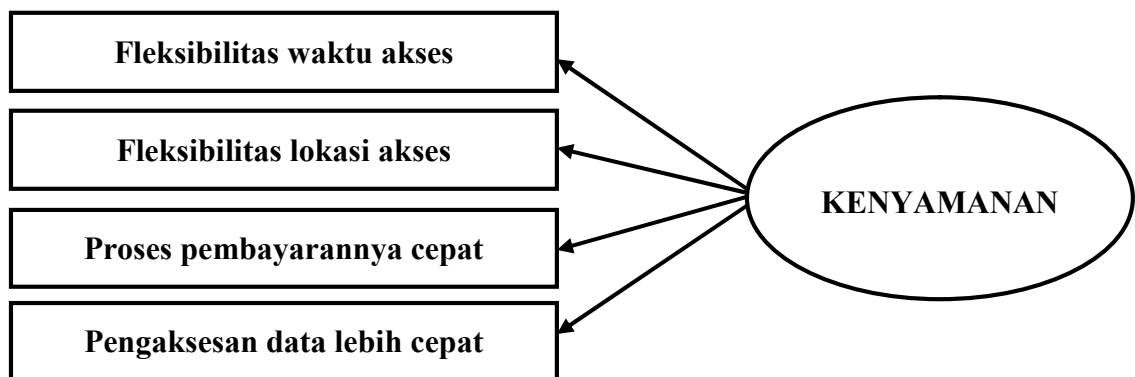 Fleksibilitas waktu akses
Fleksibilitas lokasi akses
KENYAMANAN
Proses pembayarannya cepat
Pengaksesan data lebih cepat